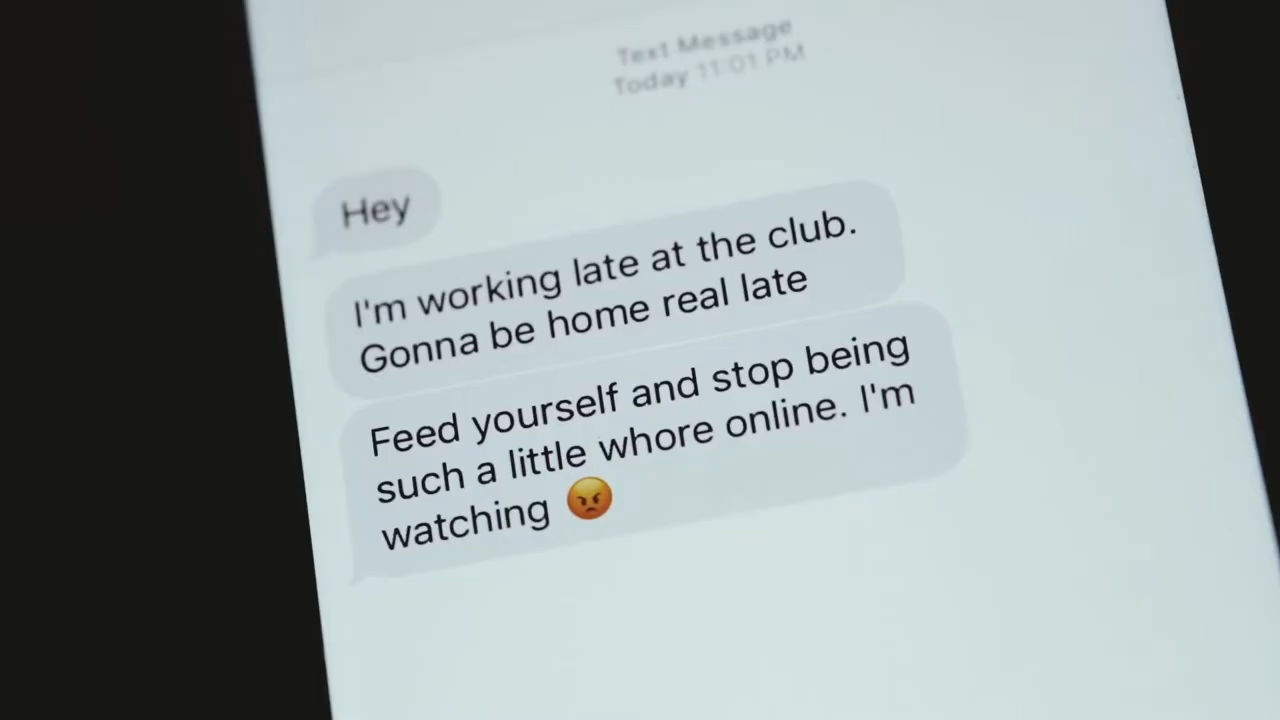 Text Message
Today 11:01 PM
Hey
I'm working late at the club.
Gonna be home real late
Feed yourself and stop being
such a little whore online. I'm
watching 😡